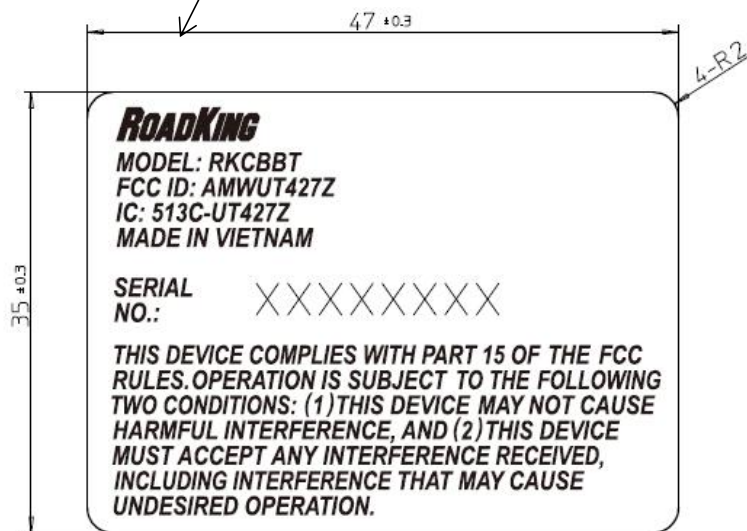 47 ±0.3
4-R2
35 ±0.3
ROADKING
MODEL: RKCBBT
FCC ID: AMWUT427Z
IC: 513C-UT427Z
MADE IN VIETNAM
SERIAL
NO.: XXXXXXXX
THIS DEVICE COMPLIES WITH PART 15 OF THE FCC
RULES.OPERATION IS SUBJECT TO THE FOLLOWING
TWO CONDITIONS: (1)THIS DEVICE MAY NOT CAUSE
HARMFUL INTERFERENCE, AND (2)THIS DEVICE
MUST ACCEPT ANY INTERFERENCE RECEIVED,
INCLUDING INTERFERENCE THAT MAY CAUSE
UNDESIRED OPERATION.